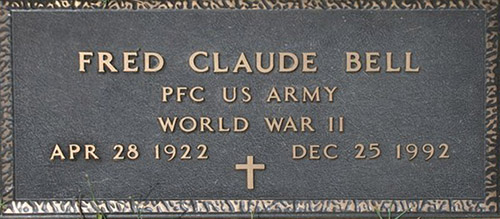 FRED CLAUDE BELL
PFC US ARMY
WORLD WAR II
APR 28 1922 DEC 25 1992